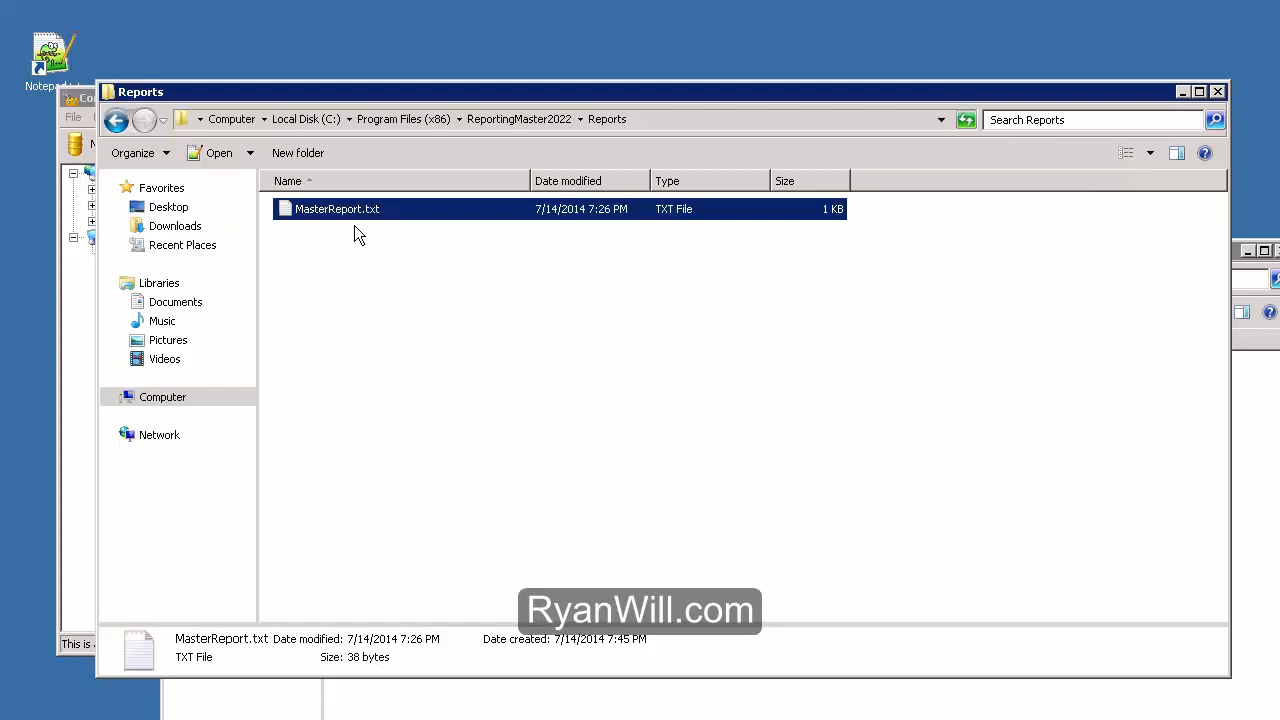 Reports
Computer Local Disk (C:) Program Files (x86) ReportingMaster2022 Reports
Search Reports
File
Organize Open New folder
Name Date modified Type Size
MasterReport.txt 7/14/2014 7:26 PM TXT File 1 KB
Favorites
Desktop
Downloads
Recent Places
Libraries
Documents
Music
Pictures
Videos
Computer
Network
RyanWill.com
This is
MasterReport.txt Date modified: 7/14/2014 7:26 PM Date created: 7/14/2014 7:45 PM
TXT File Size: 38 bytes